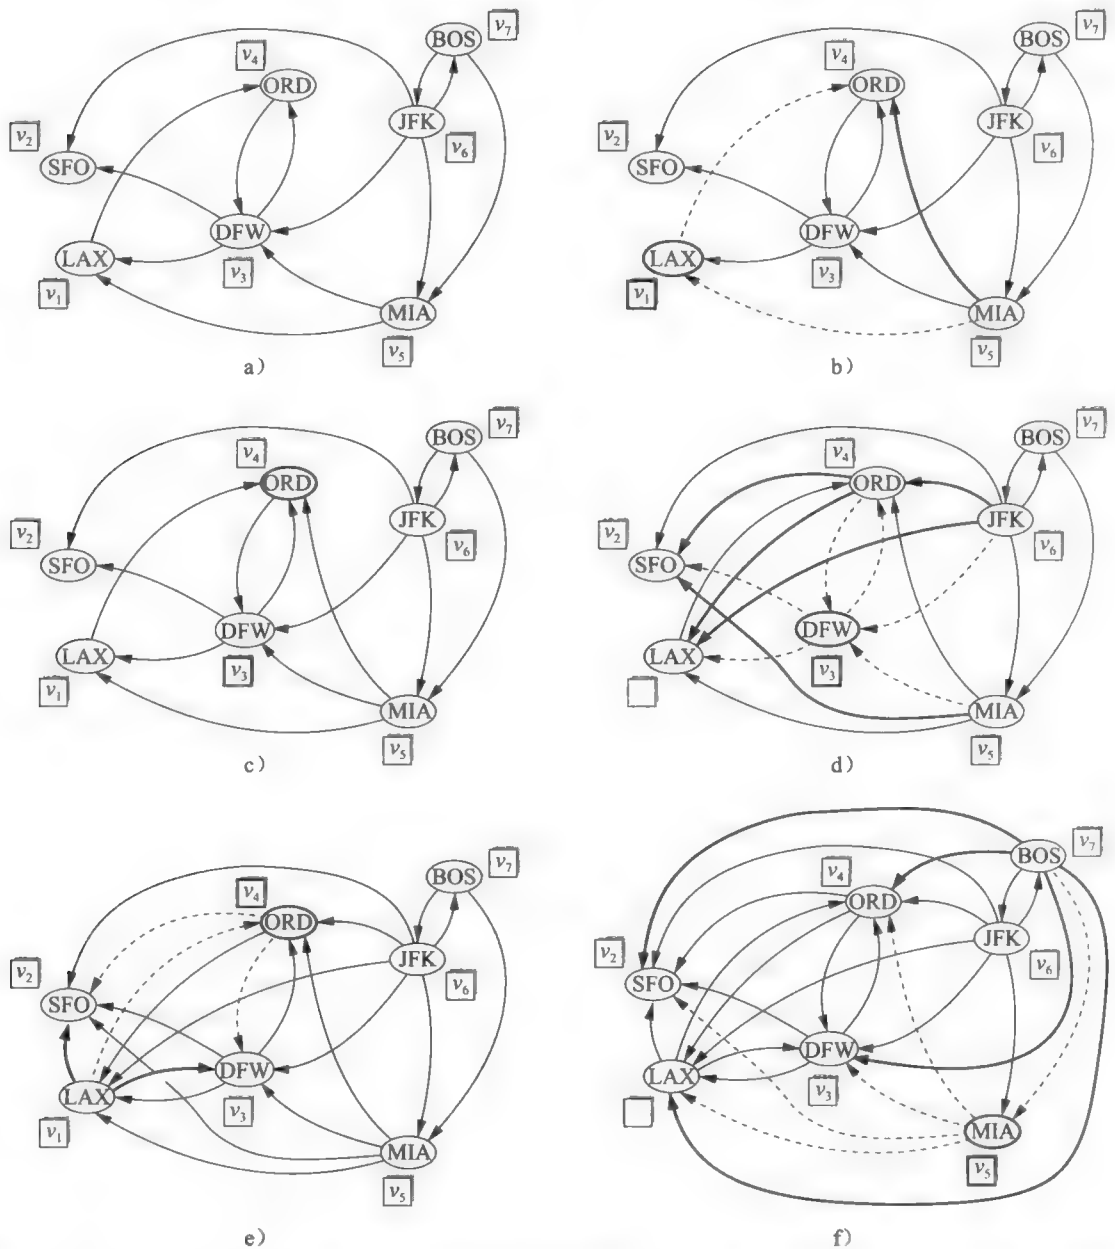 BOS v7
v4
ORD
JFK
v2 v6
SFO
DFW
LAX
v3
v1
MIA
v5
a)
BOS v7
v4
ORD
JFK
v2 v6
SFO
DFW
LAX
v3
v1
MIA
v5
b)
BOS v7
v4
ORD
JFK
v2 v6
SFO
DFW
LAX
v3
v1
MIA
v5
c)
BOS v7
v4
ORD
JFK
v2 v6
SFO
DFW
LAX
v3
MIA
v5
d)
BOS v7
v4
ORD
JFK
v2 v6
SFO
DFW
LAX
v3
v1
MIA
v5
e)
BOS v7
v4
ORD
JFK
v2 v6
SFO
DFW
LAX
v3
MIA
v5
f)